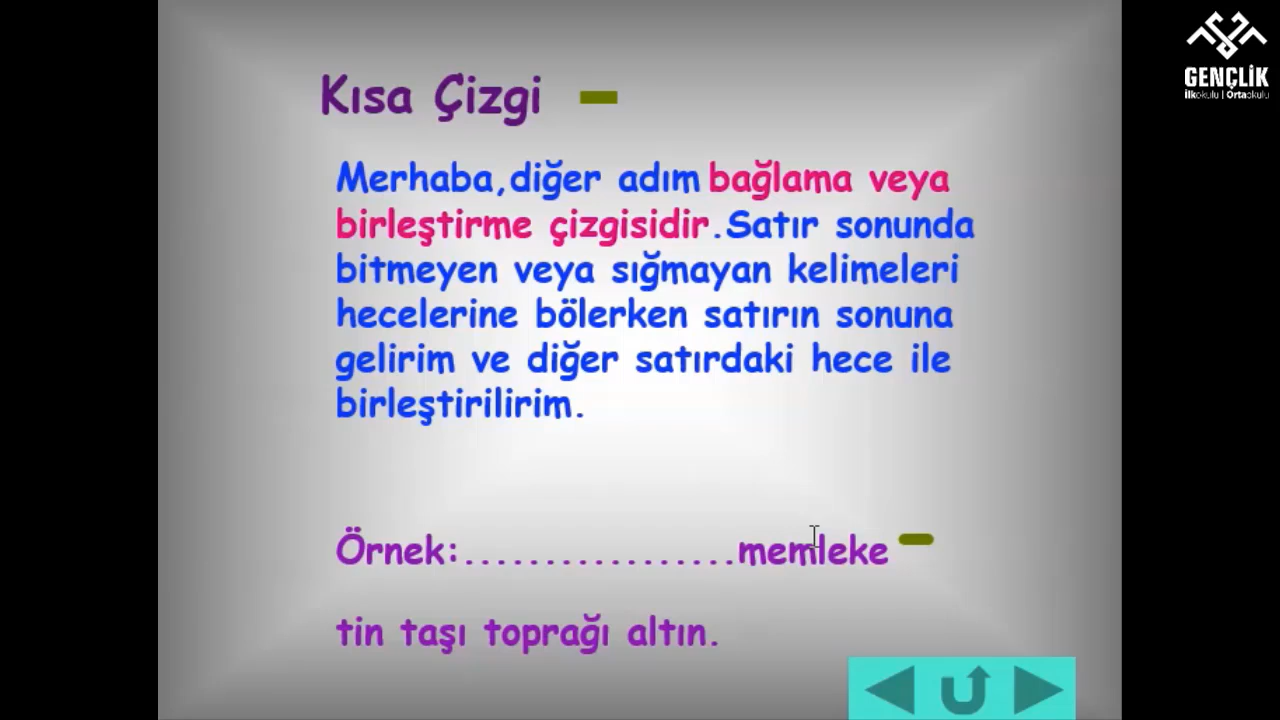 GENÇLİK
İlkokulu | Ortaokulu
Kısa Çizgi -
Merhaba,diğer adım bağlama veya
birleştirme çizgisidir.Satır sonunda
bitmeyen veya sığmayan kelimeleri
hecelerine bölerken satırın sonuna
gelirim ve diğer satırdaki hece ile
birleştirilirim.
Örnek:.................memleke -
tin taşı toprağı altın.